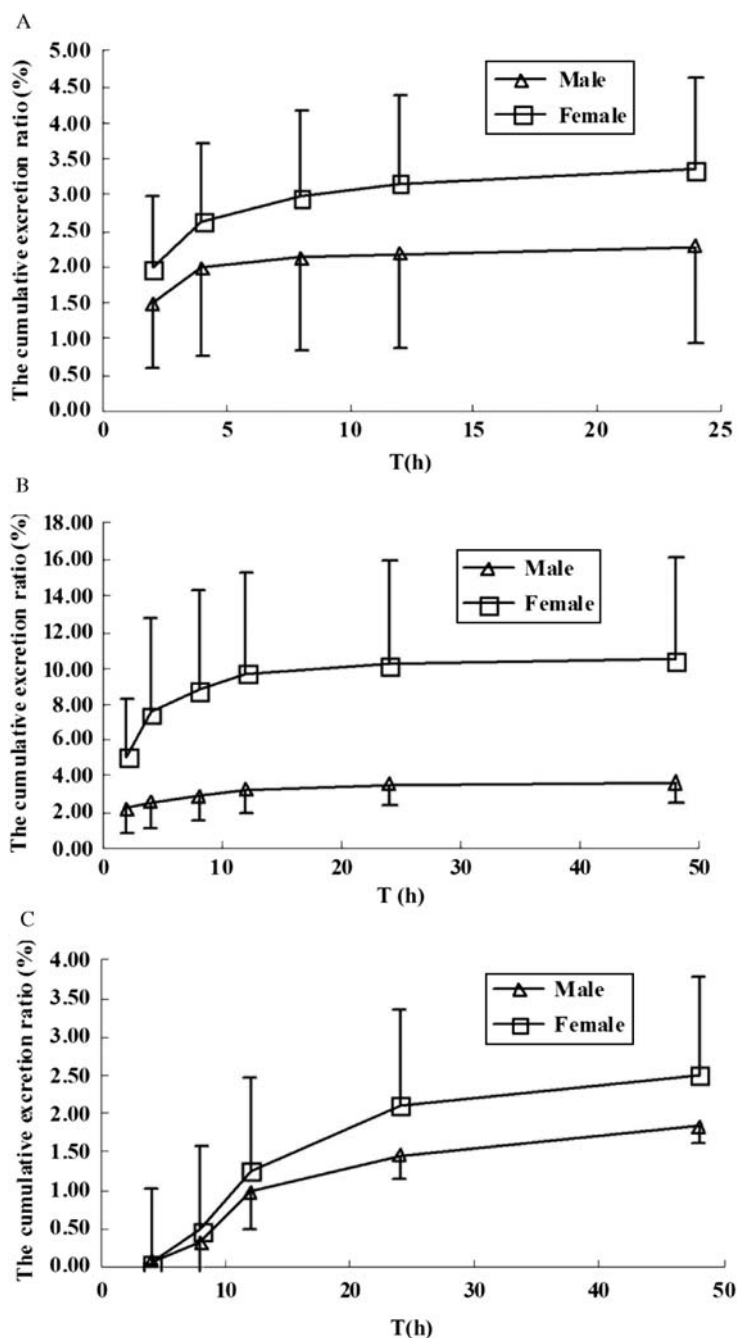 A
The cumulative excretion ratio (%)
5.00
4.50
4.00
3.50
3.00
2.50
2.00
1.50
1.00
0.50
0.00
Male
Female
0 5 10 15 20 25
T(h)
B
The cumulative excretion ratio (%)
18.00
16.00
14.00
12.00
10.00
8.00
6.00
4.00
2.00
0.00
Male
Female
0 10 20 30 40 50
T (h)
C
The cumulative excretion ratio (%)
4.00
3.50
3.00
2.50
2.00
1.50
1.00
0.50
0.00
Male
Female
0 10 20 30 40 50
T(h)